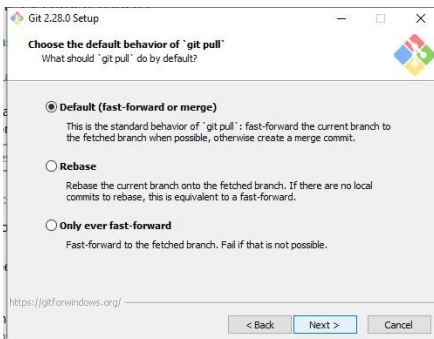 Git 2.28.0 Setup
Choose the default behavior of `git pull`
What should `git pull` do by default?
Default (fast-forward or merge)
This is the standard behavior of `git pull`: fast-forward the current branch to
the fetched branch when possible, otherwise create a merge commit.
Rebase
Rebase the current branch onto the fetched branch. If there are no local
commits to rebase, this is equivalent to a fast-forward.
Only ever fast-forward
Fast-forward to the fetched branch. Fail if that is not possible.
https://gitforwindows.org/
< Back
Next >
Cancel